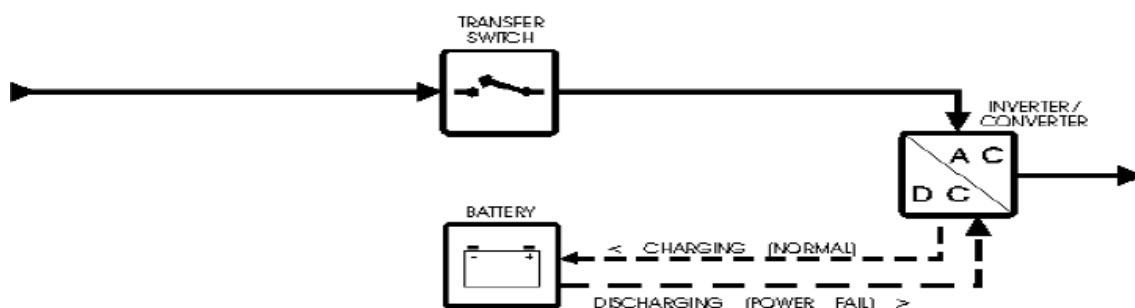 TRANSFER
SWITCH
INVERTER/
CONVERTER
A C
D C
BATTERY
- +
< CHARGING (NORMAL)
DISCHARGING (POWER FAIL) >